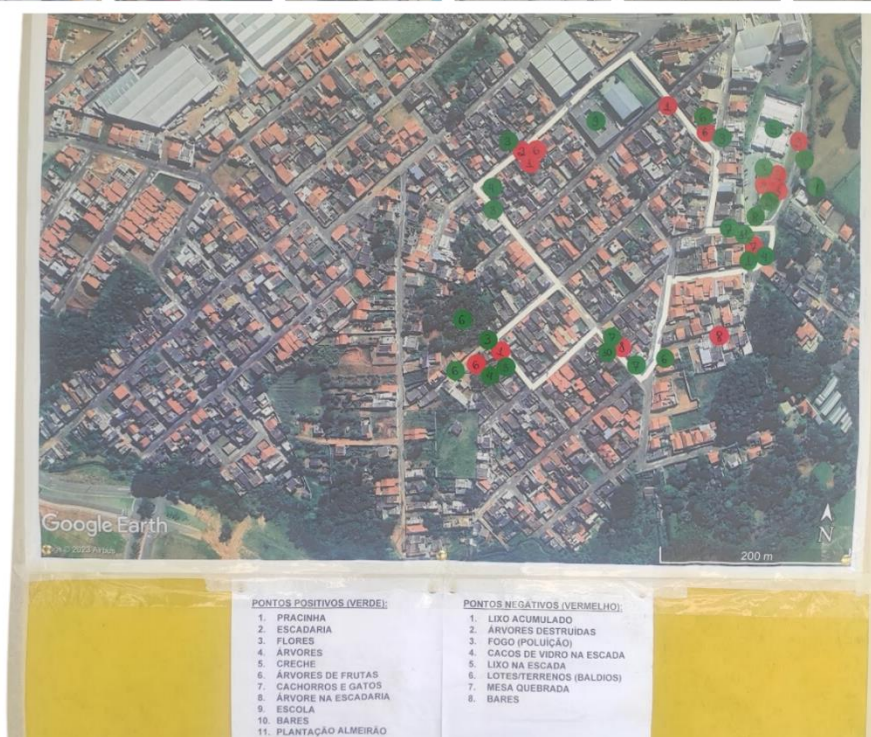 Google Earth
N
200 m
PONTOS POSITIVOS (VERDE):
1. PRACINHA
2. ESCADARIA
3. FLORES
4. ÁRVORES
5. CRECHE
6. ÁRVORES DE FRUTAS
7. CACHORROS E GATOS
8. ÁRVORE NA ESCADARIA
9. ESCOLA
10. BARES
11. PLANTAÇÃO ALMEIRÃO
PONTOS NEGATIVOS (VERMELHO):
1. LIXO ACUMULADO
2. ÁRVORES DESTRUÍDAS
3. FOGO (POLUIÇÃO)
4. CACOS DE VIDRO NA ESCADA
5. LIXO NA ESCADA
6. LOTES/TERRENOS (BALDIOS)
7. MESA QUEBRADA
8. BARES